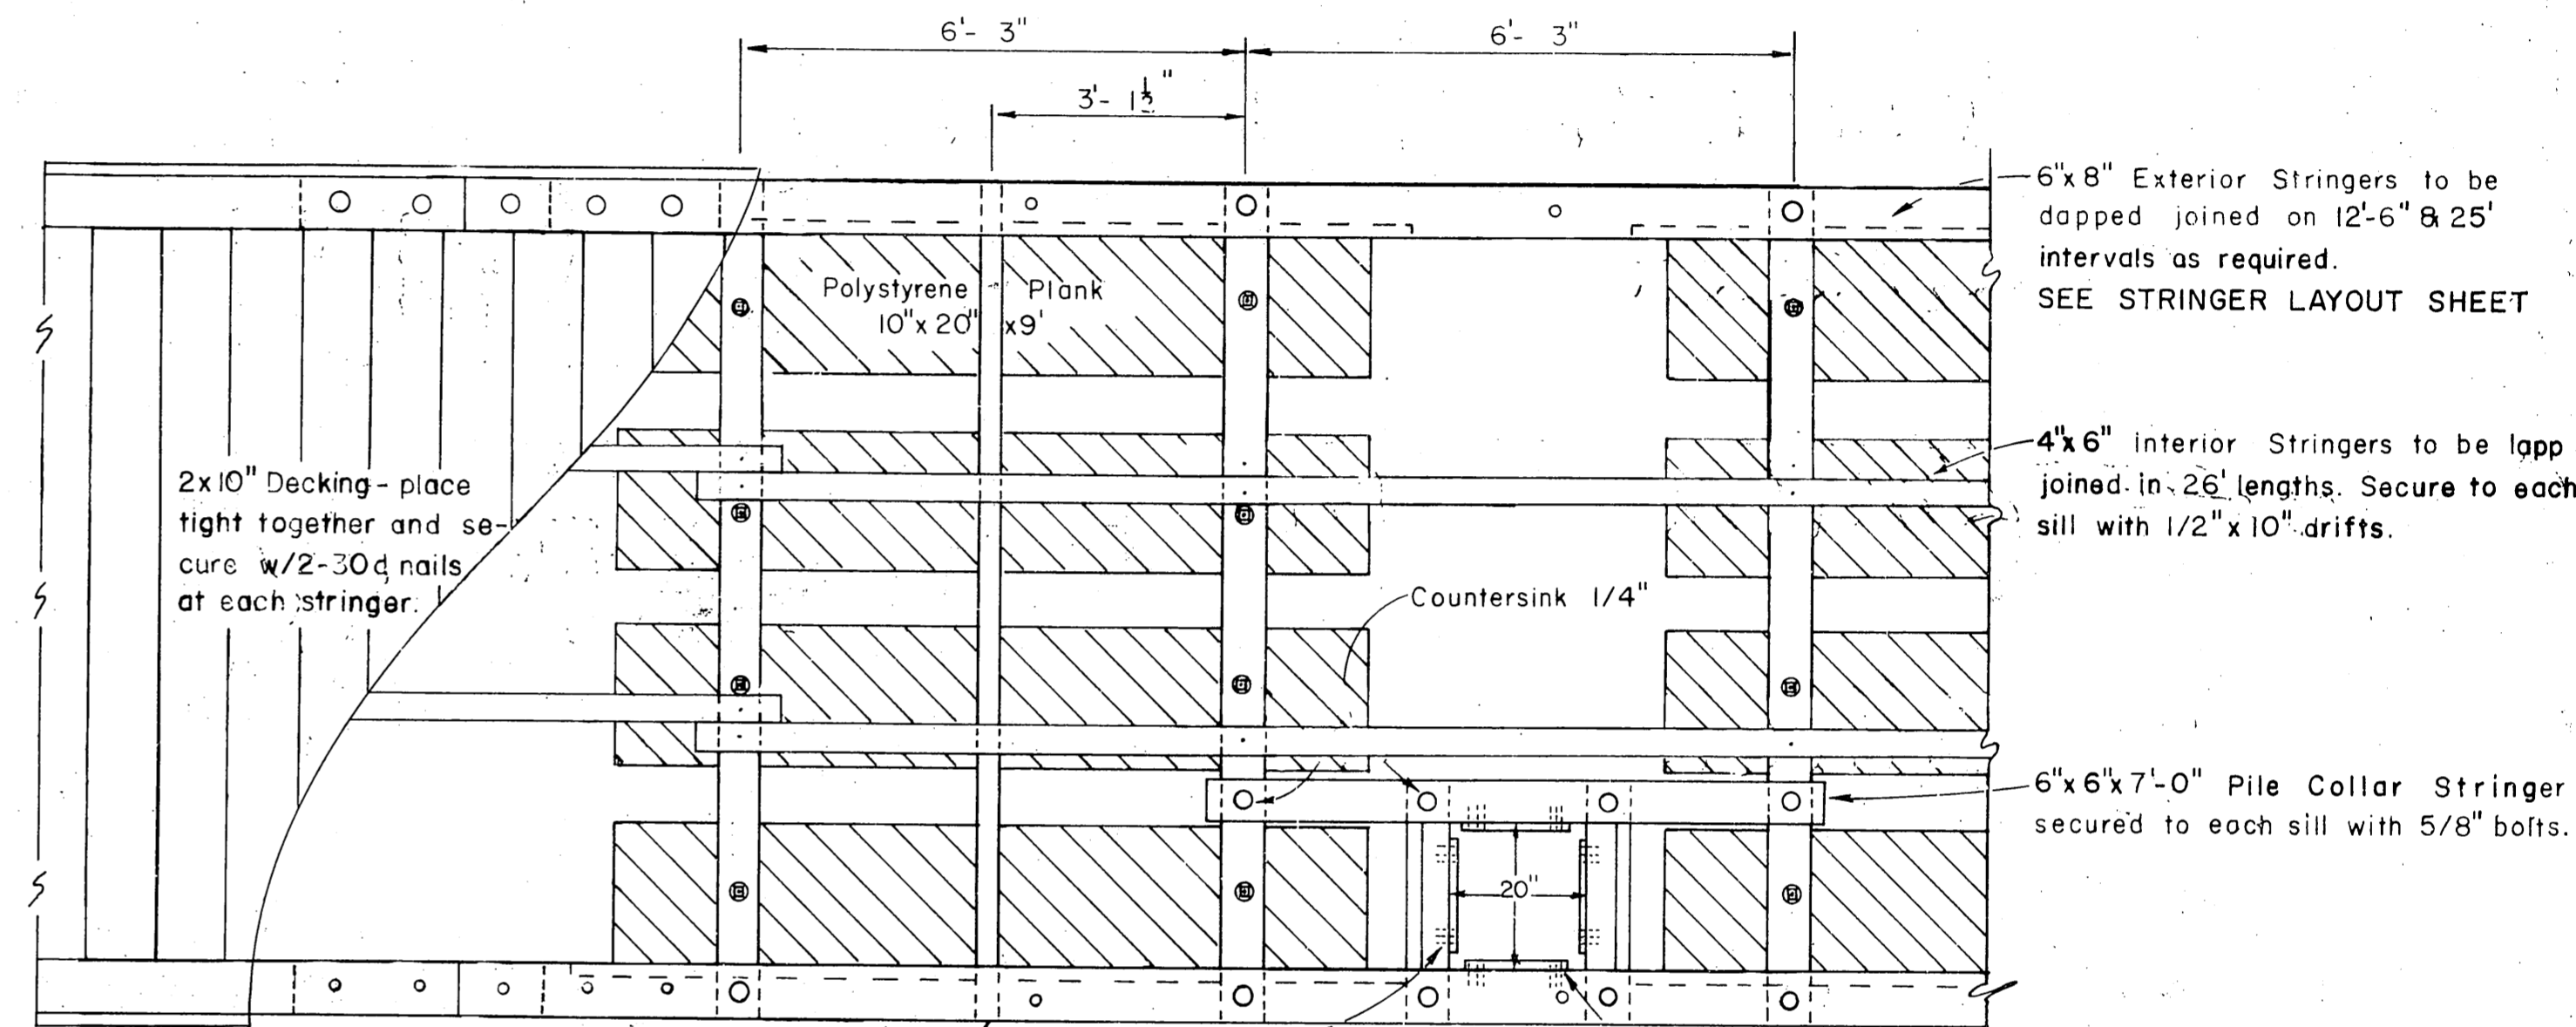 6'- 3"
6'- 3"
3'- 1½"
6"x 8" Exterior Stringers to be
dapped joined on 12'-6" & 25'
intervals as required.
SEE STRINGER LAYOUT SHEET
Polystyrene Plank
10"x 20" x9'
4"x 6" interior Stringers to be lapp
joined in 26' lengths. Secure to each
sill with 1/2" x 10" drifts.
2x10" Decking - place
tight together and se-
cure w/2-30d nails
at each stringer.
Countersink 1/4"
6"x 6"x 7'-0" Pile Collar Stringer
secured to each sill with 5/8" bolts.
20"